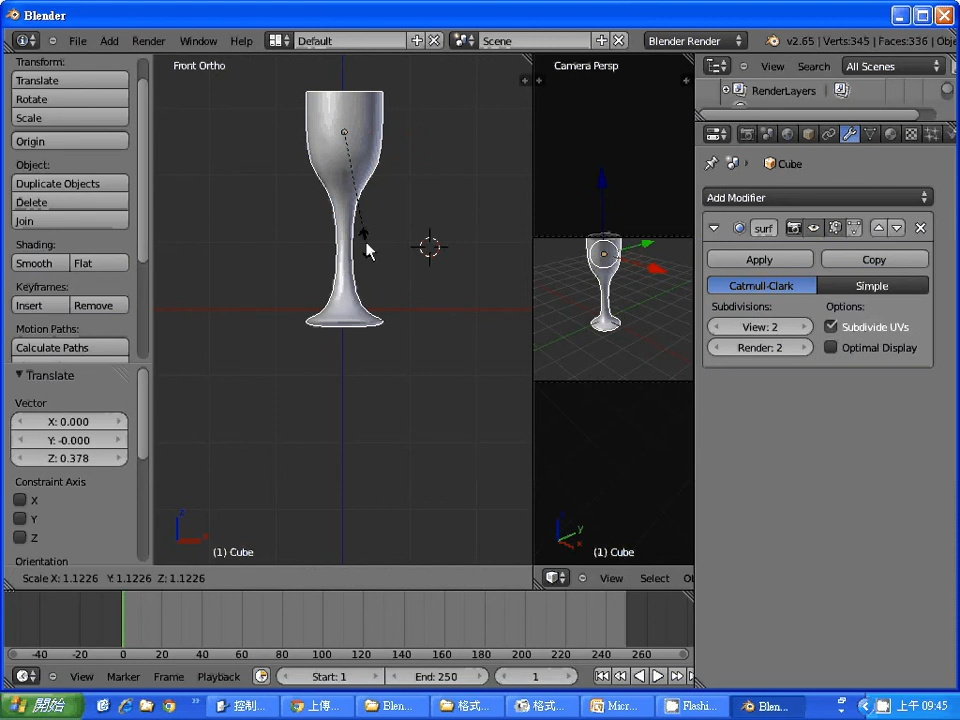 Blender
File Add Render Window Help Default Scene Blender Render v2.65 | Verts:345 | Faces:336 | Obje
Transform:
Translate
Rotate
Scale
Origin
Object:
Duplicate Objects
Delete
Join
Shading:
Smooth Flat
Keyframes:
Insert Remove
Motion Paths:
Calculate Paths
Translate
Vector
X: 0.000
Y: -0.000
Z: 0.378
Constraint Axis
X
Y
Z
Orientation
Front Ortho
z
x
(1) Cube
Camera Persp
z
y
x
(1) Cube
Scale X: 1.1226 Y: 1.1226 Z: 1.1226
View Select Ob
View Search All Scenes
RenderLayers
Cube
Add Modifier
surf
Apply Copy
Catmull-Clark Simple
Subdivisions: Options:
View: 2 Subdivide UVs
Render: 2 Optimal Display
-40 -20 0 20 40 60 80 100 120 140 160 180 200 220 240 260
View Marker Frame Playback Start: 1 End: 250 1
開始 控制... 上傳... Blen... 格式... 格式... Micr... Flashi... Blen... 上午 09:45